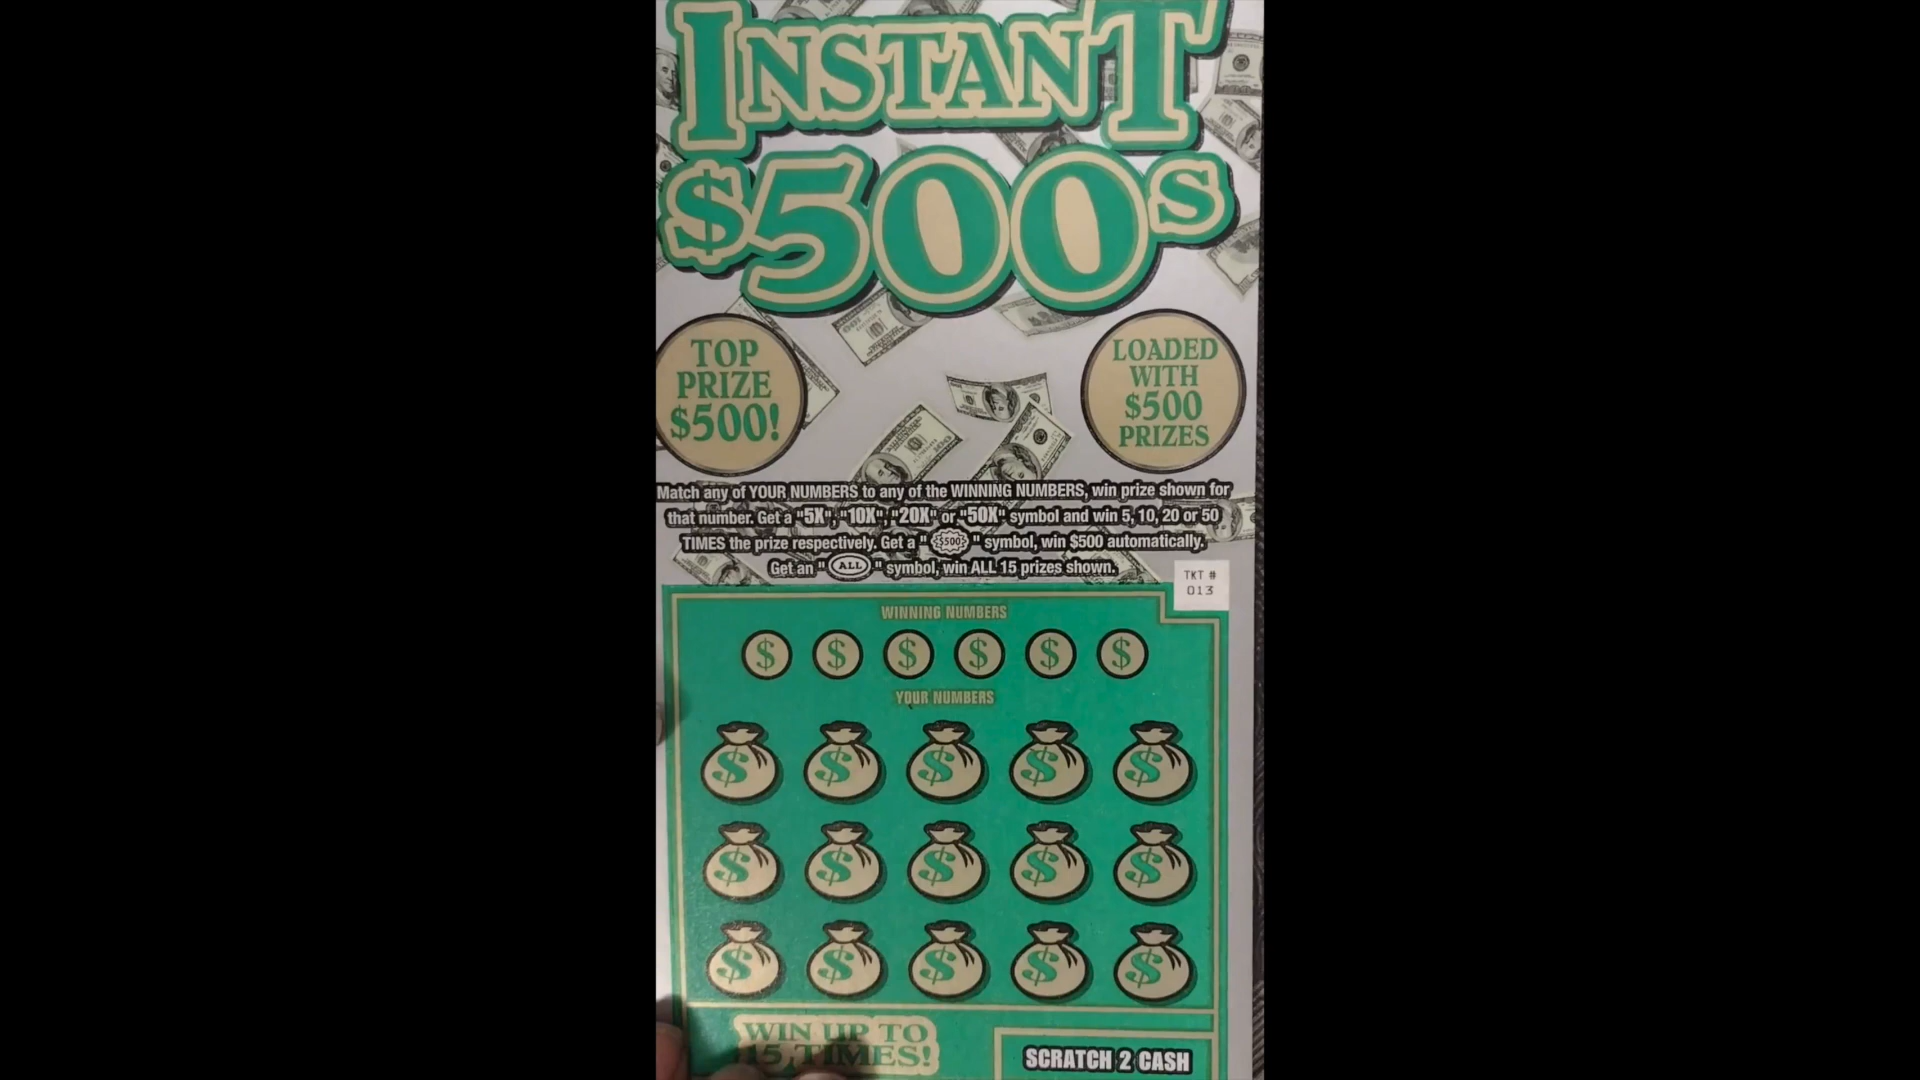 INSTANT
$500s
TOP
PRIZE
$500!
LOADED
WITH
$500
PRIZES
Match any of YOUR NUMBERS to any of the WINNING NUMBERS, win prize shown for
that number. Get a "5X", "10X", "20X" or "50X" symbol and win 5, 10, 20 or 50
TIMES the prize respectively. Get a "$500" symbol, win $500 automatically.
Get an "ALL" symbol, win ALL 15 prizes shown.
TKT #
013
WINNING NUMBERS
$ $ $ $ $ $
YOUR NUMBERS
$ $ $ $ $
$ $ $ $ $
$ $ $ $ $
WIN UP TO
15 TIMES!
SCRATCH 2 CASH